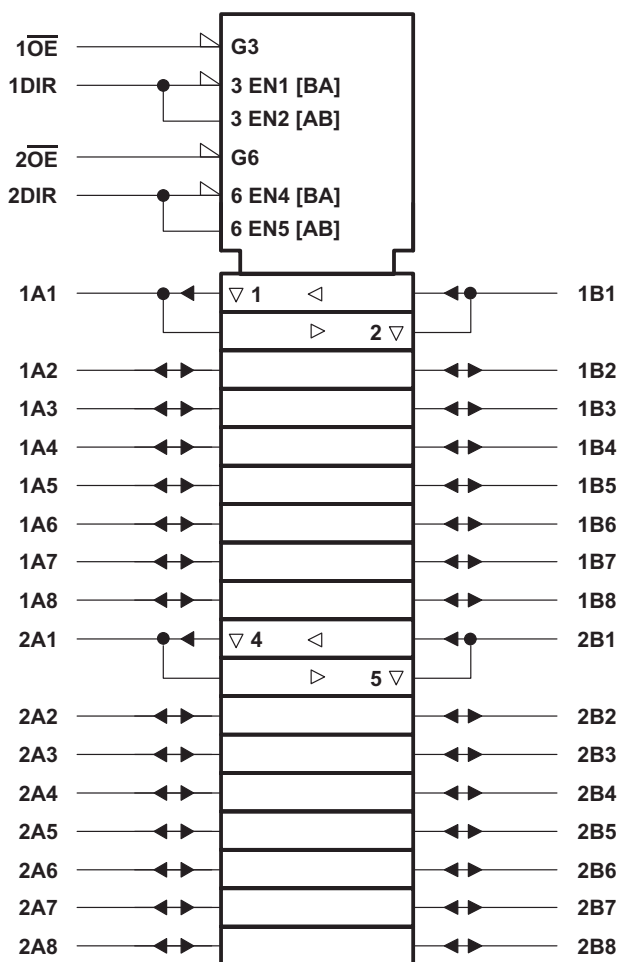 1O̅E̅ G3
1DIR 3 EN1 [BA]
3 EN2 [AB]
2O̅E̅ G6
2DIR 6 EN4 [BA]
6 EN5 [AB]
1A1 ▽ 1 ◁ 1B1
▷ 2 ▽
1A2 1B2
1A3 1B3
1A4 1B4
1A5 1B5
1A6 1B6
1A7 1B7
1A8 1B8
2A1 ▽ 4 ◁ 2B1
▷ 5 ▽
2A2 2B2
2A3 2B3
2A4 2B4
2A5 2B5
2A6 2B6
2A7 2B7
2A8 2B8